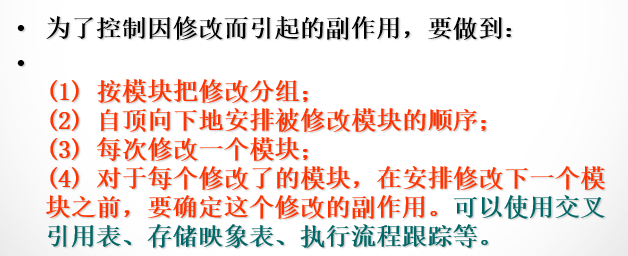 • 为了控制因修改而引起的副作用，要做到：
•
(1) 按模块把修改分组；
(2) 自顶向下地安排被修改模块的顺序；
(3) 每次修改一个模块；
(4) 对于每个修改了的模块，在安排修改下一个模
块之前，要确定这个修改的副作用。可以使用交叉
引用表、存储映象表、执行流程跟踪等。